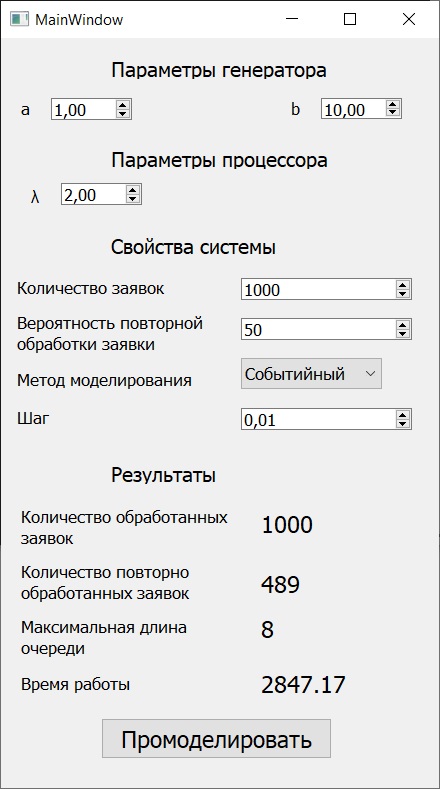 MainWindow
Параметры генератора
a 1,00 b 10,00
Параметры процессора
λ 2,00
Свойства системы
Количество заявок 1000
Вероятность повторной
обработки заявки 50
Метод моделирования Событийный
Шаг 0,01
Результаты
Количество обработанных
заявок 1000
Количество повторно
обработанных заявок 489
Максимальная длина
очереди 8
Время работы 2847.17
Промоделировать